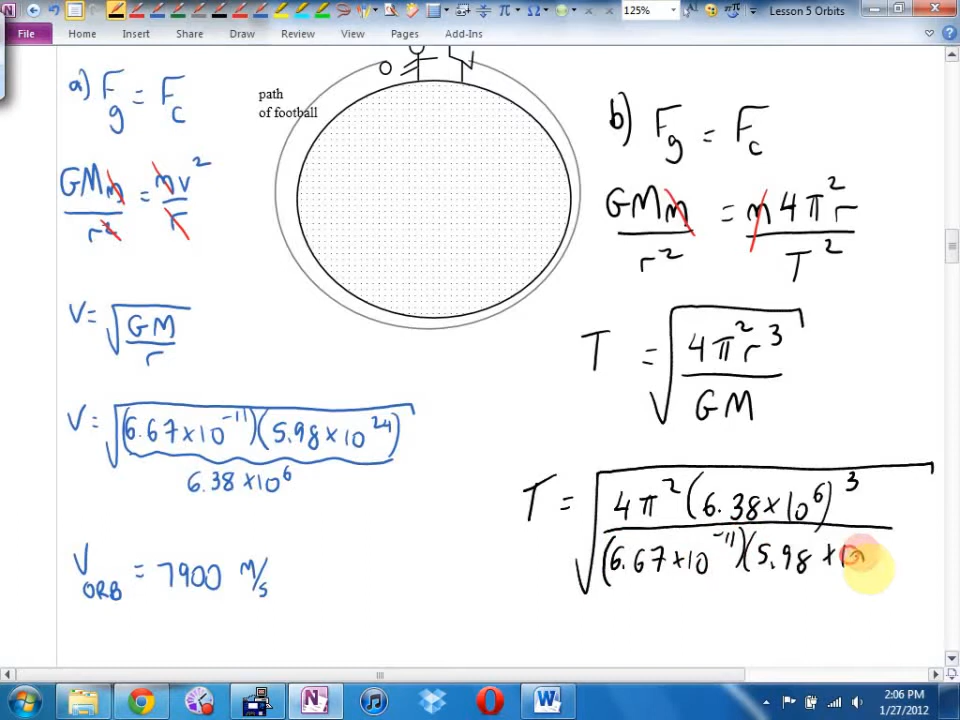 125%
Lesson 5 Orbits
File Home Insert Share Draw Review View Pages Add-Ins
a) Fg = Fc
GMm/r² = mv²/r
V = √(GM/r)
V = √((6.67×10⁻¹¹)(5.98×10²⁴)/6.38×10⁶)
V ORB = 7900 m/s
path
of football
b) Fg = Fc
GMm/r² = m4π²r/T²
T = √(4π²r³/GM)
T = √(4π²(6.38×10⁶)³/(6.67×10⁻¹¹)(5.98×10
2:06 PM
1/27/2012